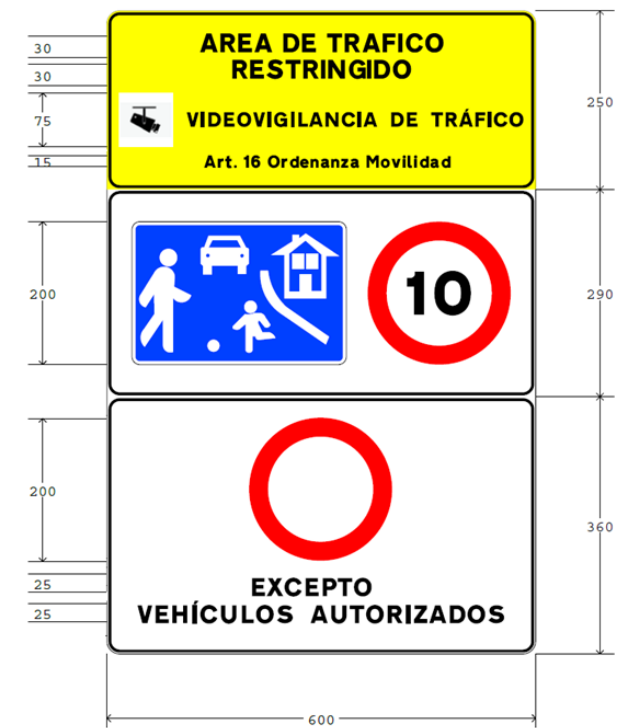 AREA DE TRAFICO
RESTRINGIDO
VIDEOVIGILANCIA DE TRÁFICO
Art. 16 Ordenanza Movilidad
30
30
75
15
250
10
200
290
200
360
EXCEPTO
VEHÍCULOS AUTORIZADOS
25
25
600